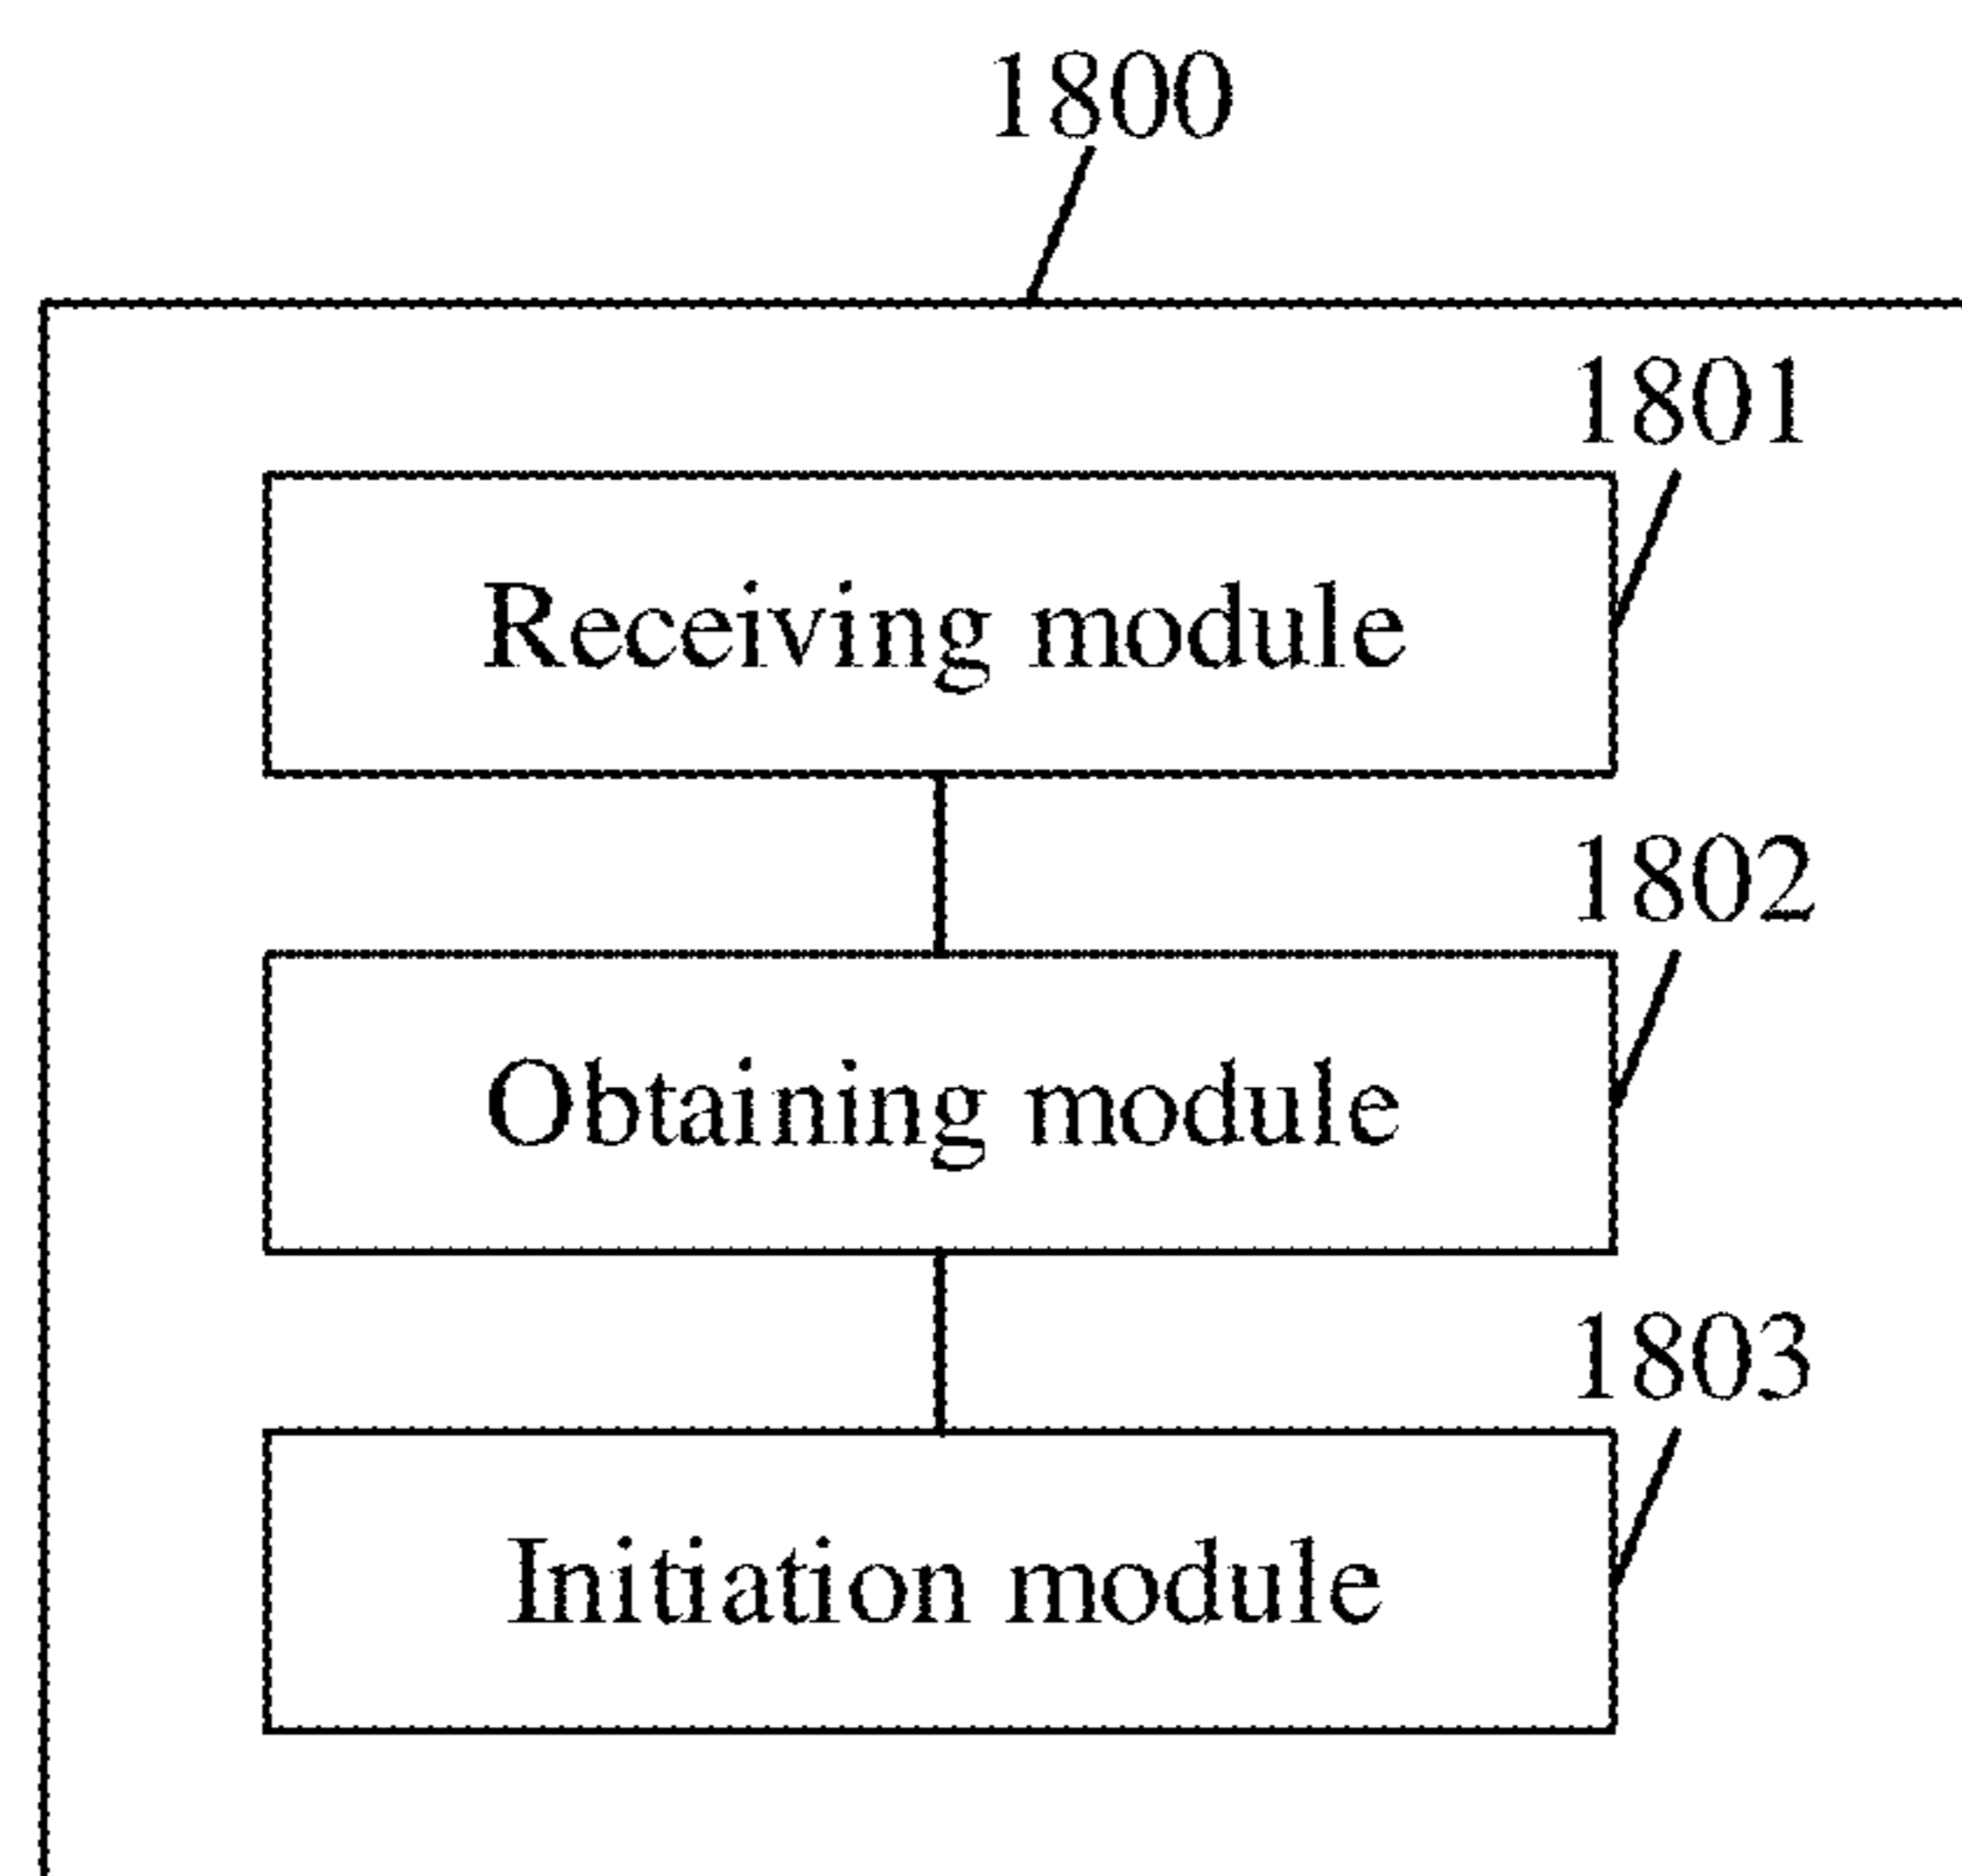 1800
1801
Receiving module
1802
Obtaining module
1803
Initiation module